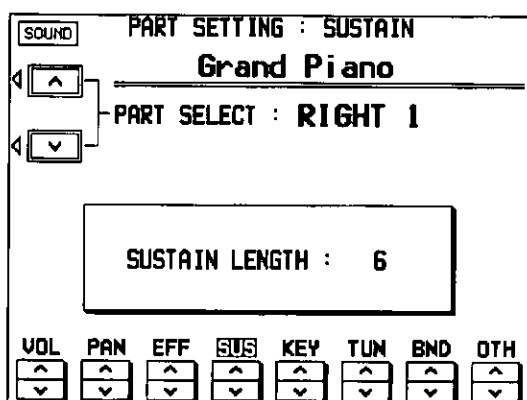 SOUND PART SETTING : SUSTAIN
Grand Piano
PART SELECT : RIGHT 1
SUSTAIN LENGTH : 6
VOL PAN EFF SUS KEY TUN BND OTH